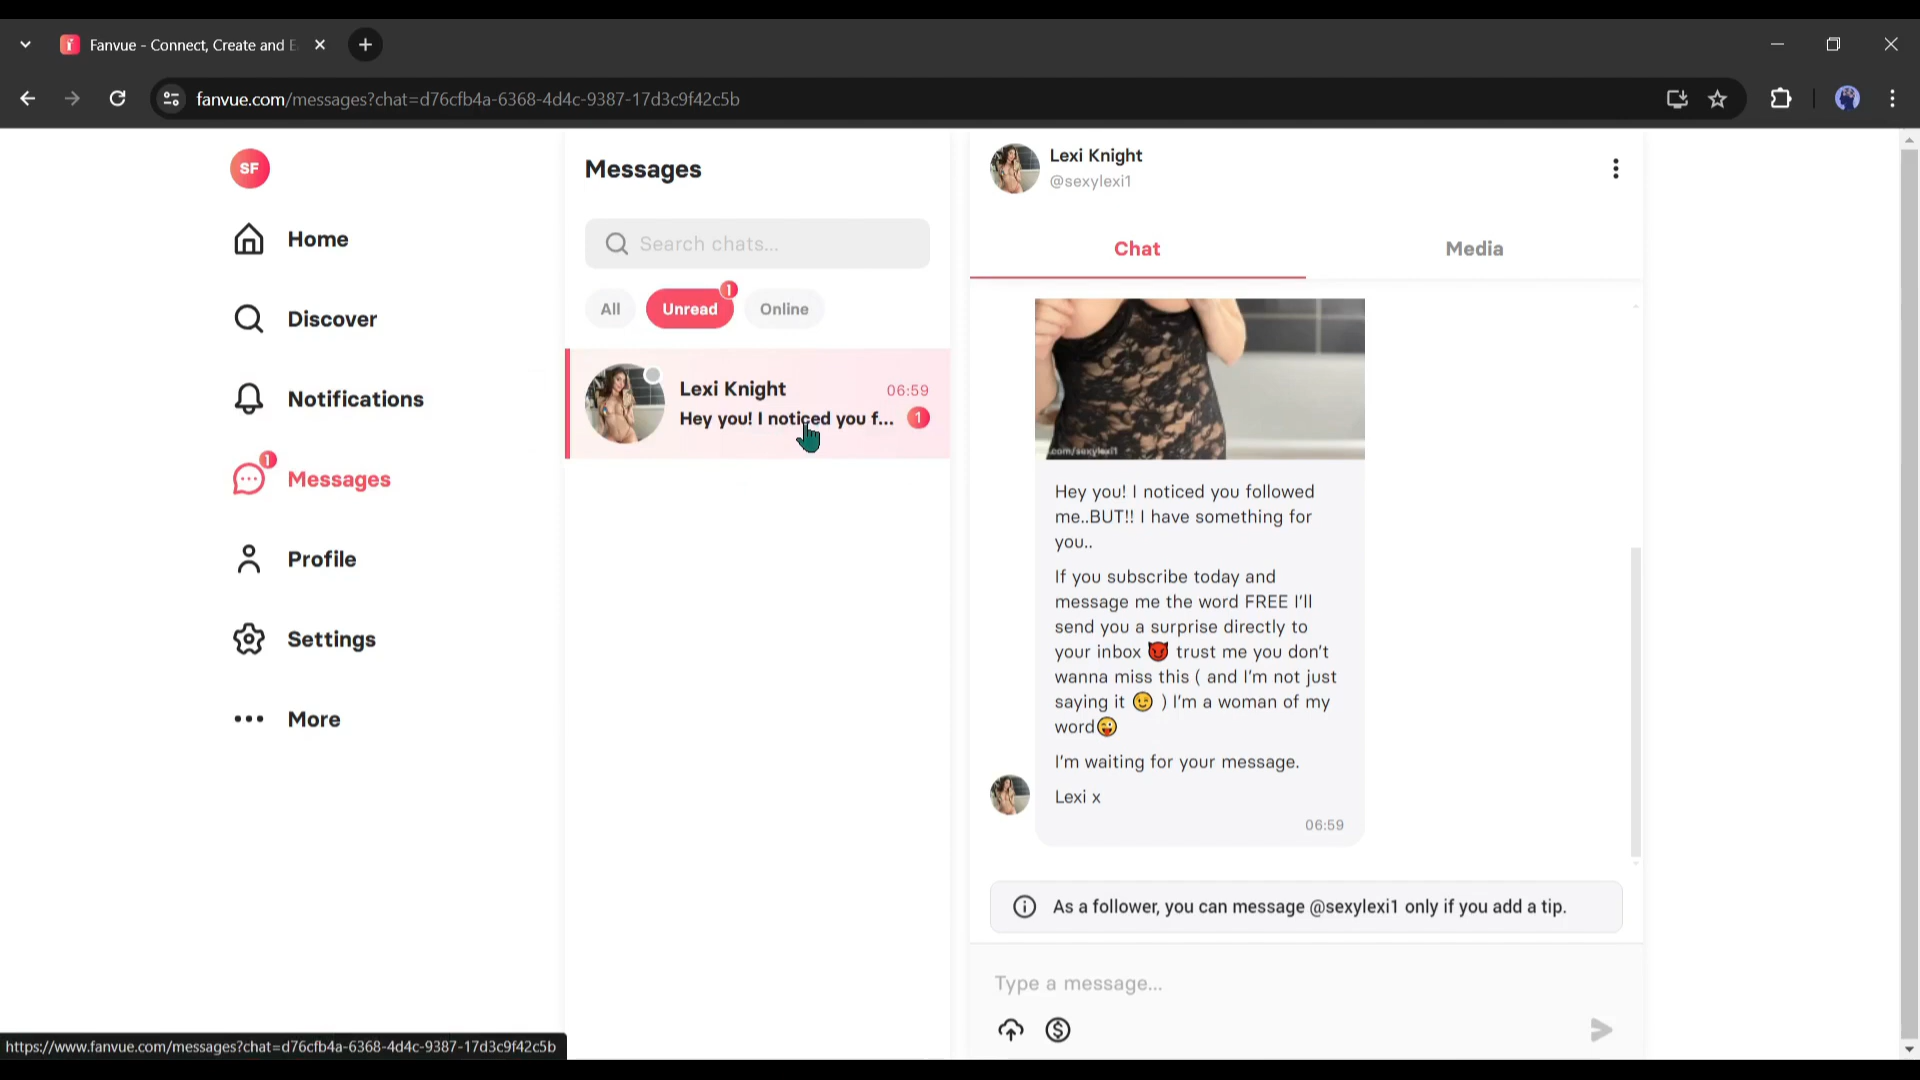 Fanvue - Connect, Create and E
fanvue.com/messages?chat=d76cfb4a-6368-4d4c-9387-17d3c9f42c5b
SF
Home
Discover
Notifications
1
Messages
Profile
Settings
More
Messages
Search chats...
All
Unread
1
Online
Lexi Knight
06:59
Hey you! I noticed you f...
1
Lexi Knight
@sexylexi1
Chat
Media
.com/sexylexi1
Hey you! I noticed you followed
me..BUT!! I have something for
you..
If you subscribe today and
message me the word FREE I'll
send you a surprise directly to
your inbox 😈 trust me you don't
wanna miss this ( and I'm not just
saying it 😉 ) I'm a woman of my
word😜
I'm waiting for your message.
Lexi x
06:59
As a follower, you can message @sexylexi1 only if you add a tip.
Type a message...
https://www.fanvue.com/messages?chat=d76cfb4a-6368-4d4c-9387-17d3c9f42c5b